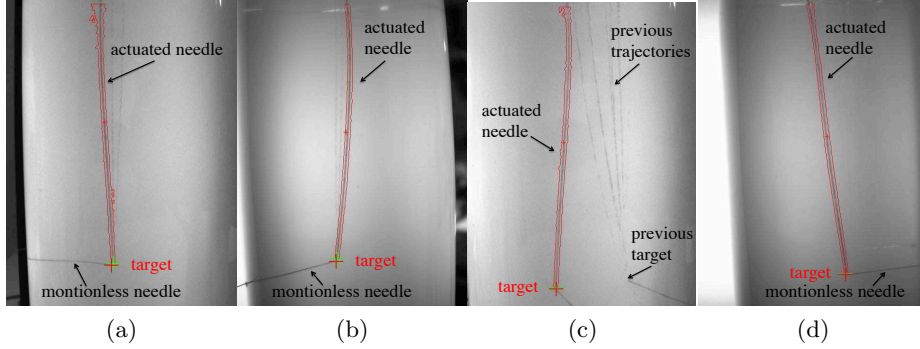 actuated needle
target
montionless needle
actuated
needle
target
montionless needle
previous
trajectories
actuated
needle
previous
target
target
actuated
needle
target
montionless needle
(a)
(b)
(c)
(d)